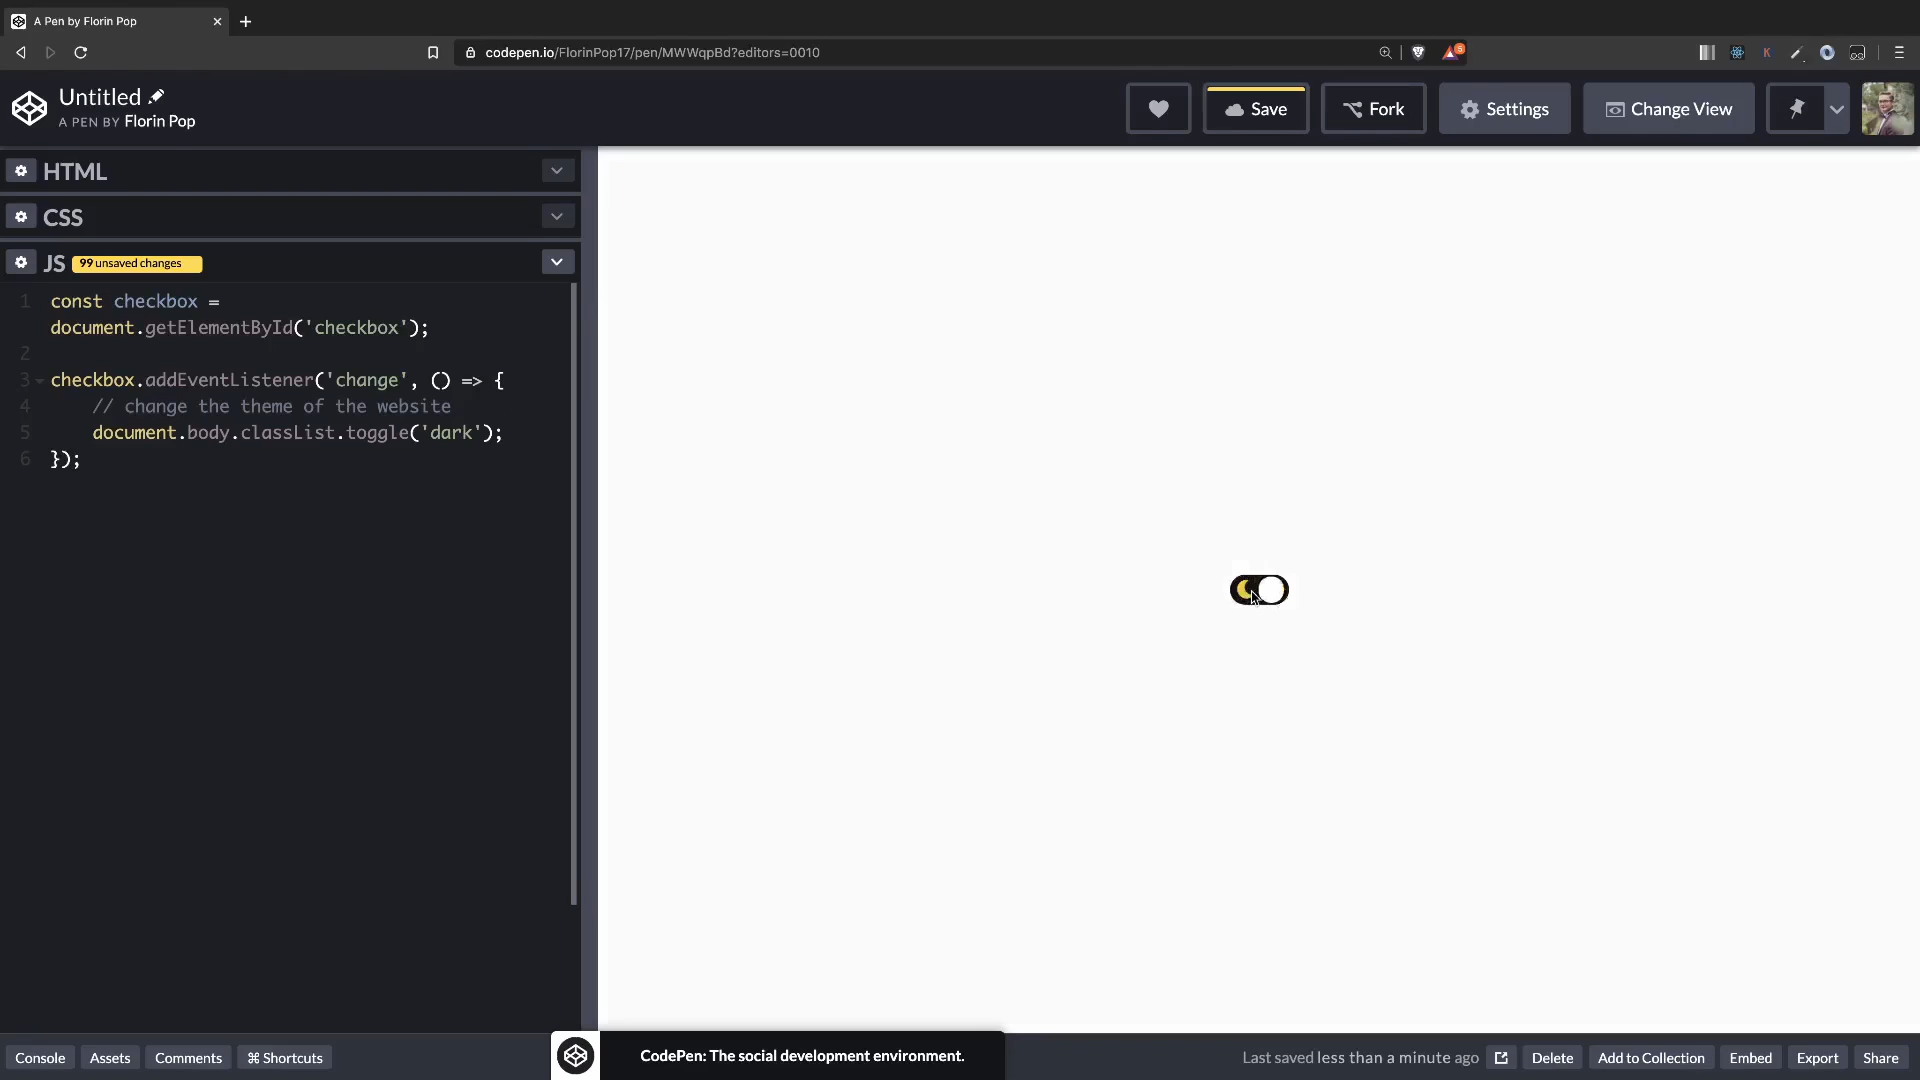 A Pen by Florin Pop
codepen.io/FlorinPop17/pen/MWWqpBd?editors=0010
6
K
Untitled
A PEN BY Florin Pop
Save
Fork
Settings
Change View
HTML
CSS
JS 99 unsaved changes
1 const checkbox =
document.getElementById('checkbox');
2
3 checkbox.addEventListener('change', () => {
4 // change the theme of the website
5 document.body.classList.toggle('dark');
6 });
Console Assets Comments ⌘ Shortcuts
CodePen: The social development environment.
Last saved less than a minute ago
Delete Add to Collection Embed Export Share